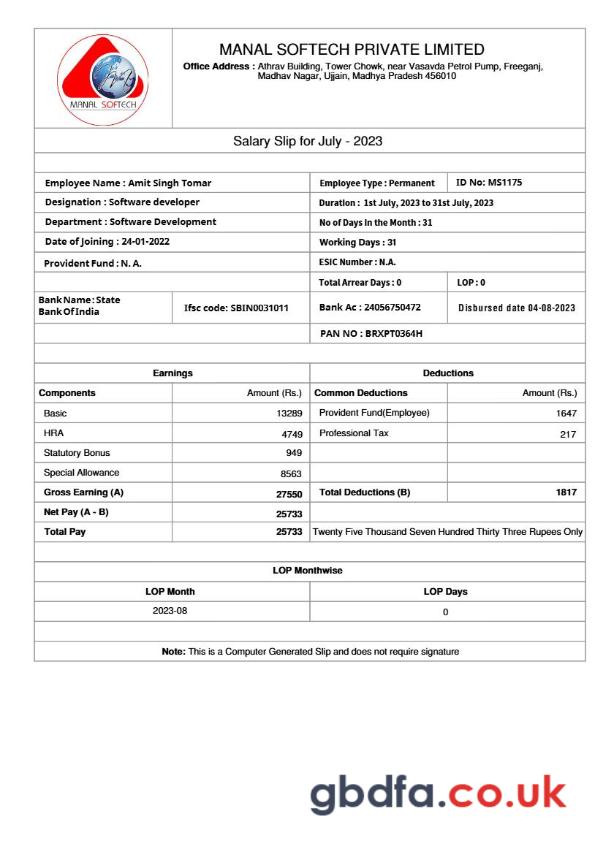 MANAL SOFTECH
MANAL SOFTECH PRIVATE LIMITED
Office Address : Athrav Building, Tower Chowk, near Vasavda Petrol Pump, Freeganj,
Madhav Nagar, Ujjain, Madhya Pradesh 456010
Salary Slip for July - 2023
Employee Name : Amit Singh Tomar Employee Type : Permanent ID No: MS1175
Designation : Software developer Duration : 1st July, 2023 to 31st July, 2023
Department : Software Development No of Days In the Month : 31
Date of Joining : 24-01-2022 Working Days : 31
Provident Fund : N. A. ESIC Number : N.A.
Total Arrear Days : 0 LOP : 0
Bank Name : State
Bank Of India Ifsc code: SBIN0031011 Bank Ac : 24056750472 Disbursed date 04-08-2023
PAN NO : BRXPT0364H
Earnings Deductions
Components Amount (Rs.) Common Deductions Amount (Rs.)
Basic 13289 Provident Fund(Employee) 1647
HRA 4749 Professional Tax 217
Statutory Bonus 949
Special Allowance 8563
Gross Earning (A) 27550 Total Deductions (B) 1817
Net Pay (A - B) 25733
Total Pay 25733 Twenty Five Thousand Seven Hundred Thirty Three Rupees Only
LOP Monthwise
LOP Month LOP Days
2023-08 0
Note: This is a Computer Generated Slip and does not require signature
gbdfa.co.uk